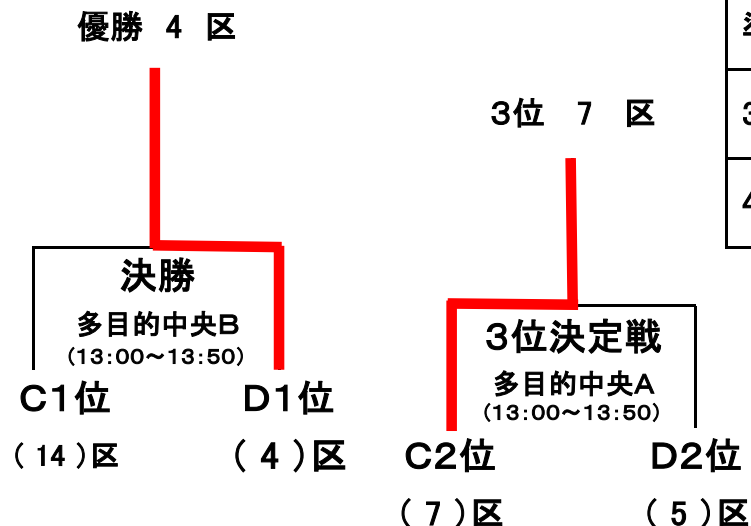 優勝 4 区
決勝
多目的中央B
(13:00～13:50)
C1位 D1位
( 14 )区 ( 4 )区
3位 7 区
3位決定戦
多目的中央A
(13:00～13:50)
C2位 D2位
( 7 )区 ( 5 )区